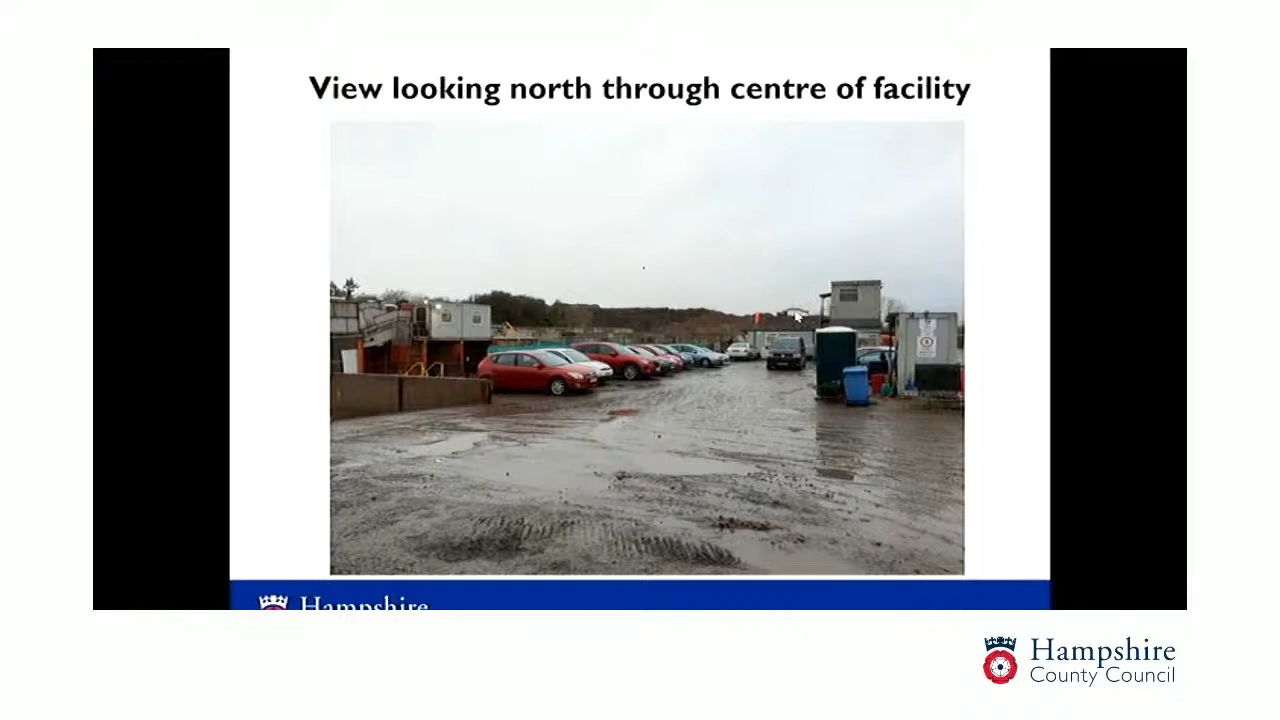 View looking north through centre of facility
Hampshire
Hampshire
County Council